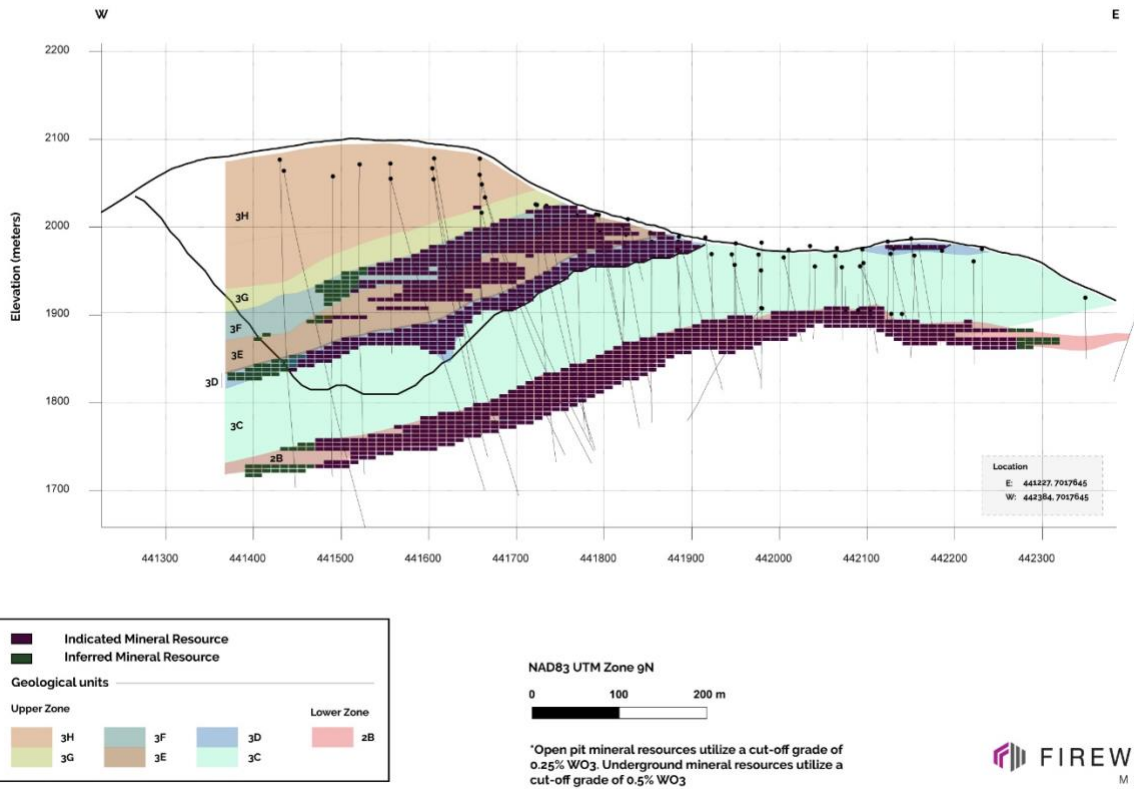 W
E
2200
2100
2000
1900
1800
1700
Elevation (meters)
3H
3G
3F
3E
3D
3C
2B
Location
E: 441227, 7017645
W: 442384, 7017645
441300 441400 441500 441600 441700 441800 441900 442000 442100 442200 442300
Indicated Mineral Resource
Inferred Mineral Resource
Geological units
Upper Zone Lower Zone
3H 3F 3D 2B
3G 3E 3C
NAD83 UTM Zone 9N
0 100 200 m
*Open pit mineral resources utilize a cut-off grade of
0.25% WO3. Underground mineral resources utilize a
cut-off grade of 0.5% WO3
FIREW
M